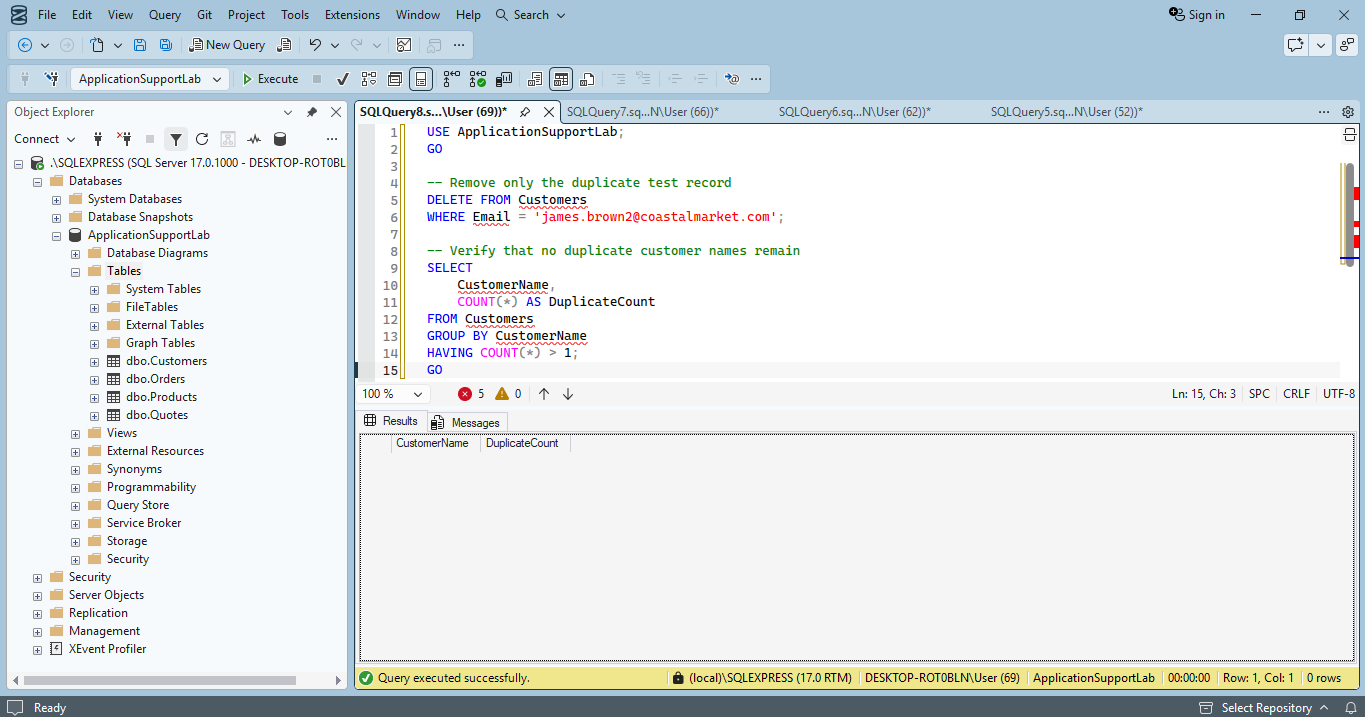 File Edit View Query Git Project Tools Extensions Window Help Search Sign in
New Query
ApplicationSupportLab Execute
Object Explorer
Connect
.\SQLEXPRESS (SQL Server 17.0.1000 - DESKTOP-ROT0BL
Databases
System Databases
Database Snapshots
ApplicationSupportLab
Database Diagrams
Tables
System Tables
FileTables
External Tables
Graph Tables
dbo.Customers
dbo.Orders
dbo.Products
dbo.Quotes
Views
External Resources
Synonyms
Programmability
Query Store
Service Broker
Storage
Security
Security
Server Objects
Replication
Management
XEvent Profiler
SQLQuery8.s...\User (69))* SQLQuery7.sq...N\User (66))* SQLQuery6.sq...N\User (62))* SQLQuery5.sq...N\User (52))*
1 USE ApplicationSupportLab;
2 GO
3
4 -- Remove only the duplicate test record
5 DELETE FROM Customers
6 WHERE Email = 'james.brown2@coastalmarket.com';
7
8 -- Verify that no duplicate customer names remain
9 SELECT
10 CustomerName,
11 COUNT(*) AS DuplicateCount
12 FROM Customers
13 GROUP BY CustomerName
14 HAVING COUNT(*) > 1;
15 GO
100 % 5 0 Ln: 15, Ch: 3 SPC CRLF UTF-8
Results Messages
CustomerName DuplicateCount
Query executed successfully. (local)\SQLEXPRESS (17.0 RTM) DESKTOP-ROT0BLN\User (69) ApplicationSupportLab 00:00:00 Row: 1, Col: 1 0 rows
Ready Select Repository